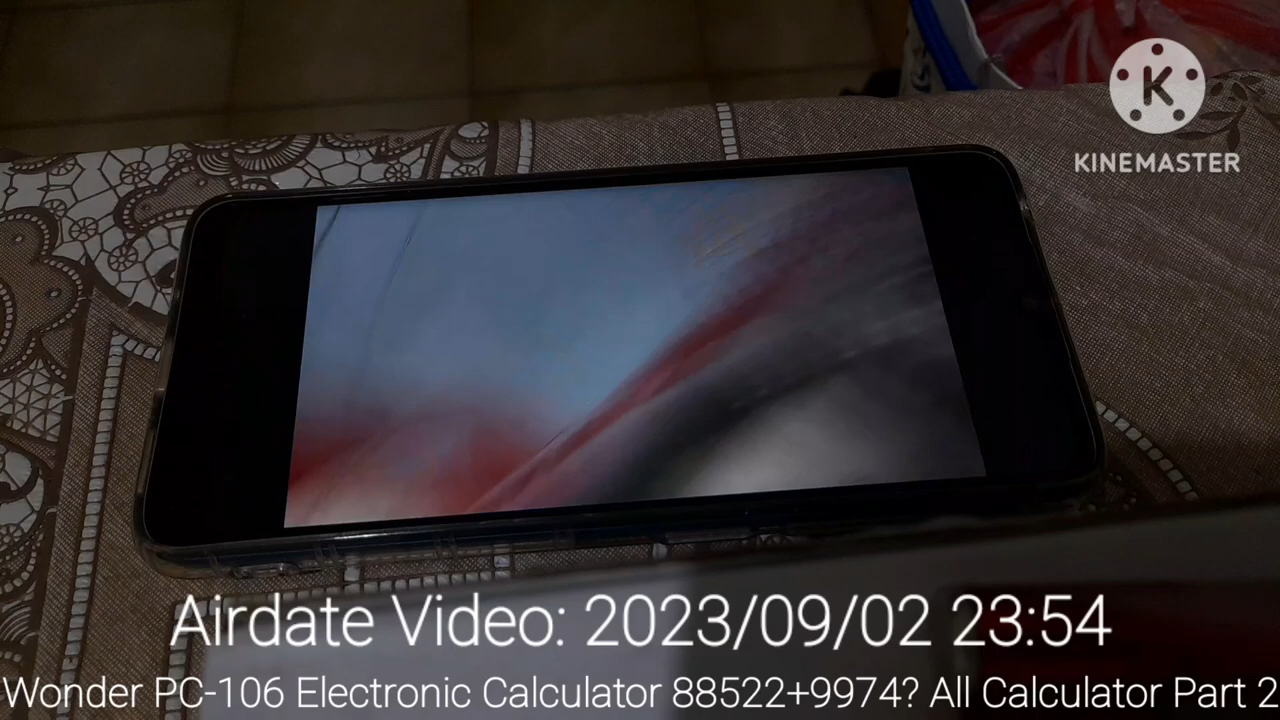 K
KINEMASTER
Airdate Video: 2023/09/02 23:54
Wonder PC-106 Electronic Calculator 88522+9974? All Calculator Part 2